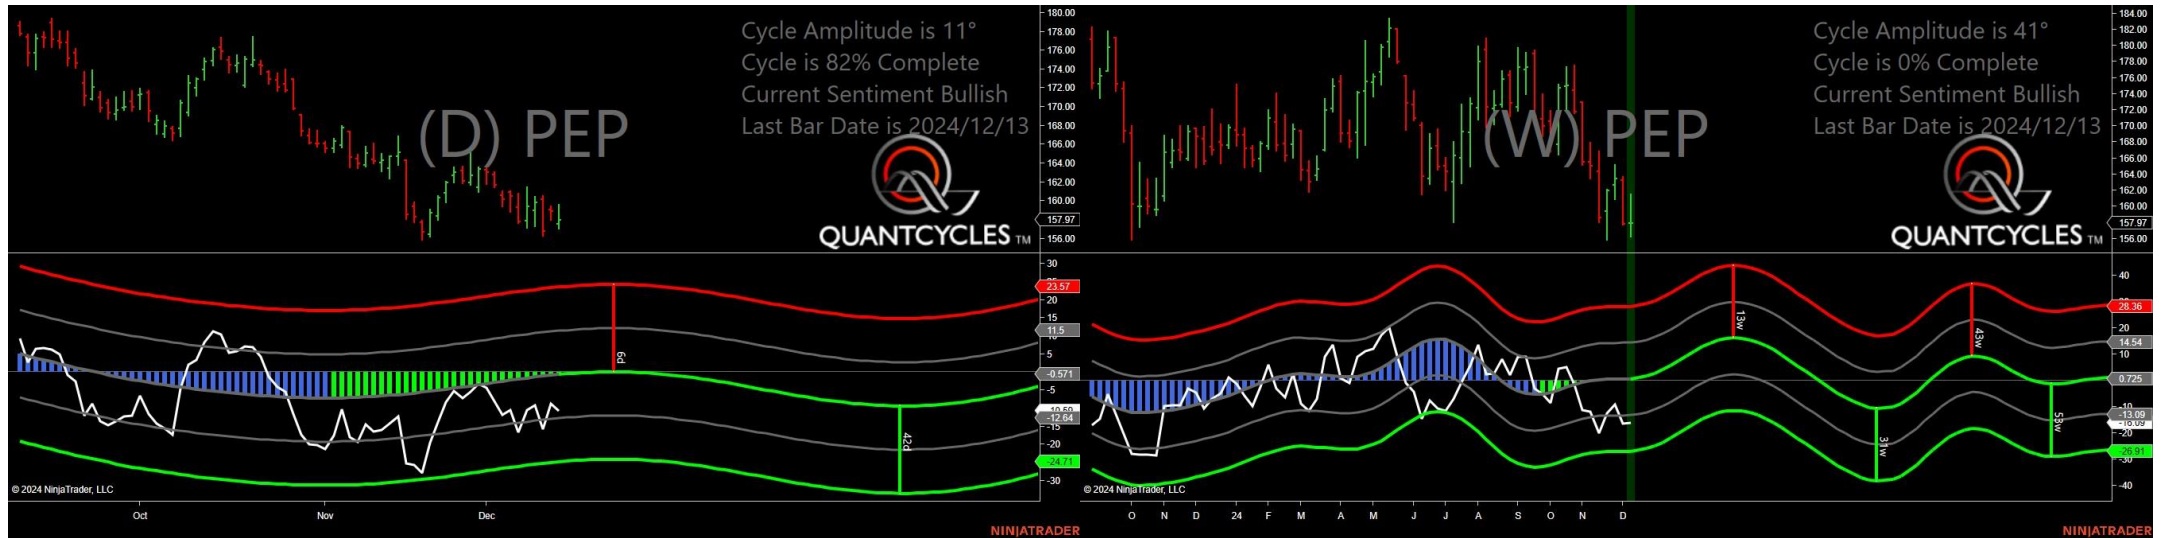 Cycle Amplitude is 11°
Cycle is 82% Complete
Current Sentiment Bullish
Last Bar Date is 2024/12/13
(D) PEP
QUANTCYCLES TM
180.00
178.00
176.00
174.00
172.00
170.00
168.00
166.00
164.00
162.00
160.00
157.97
156.00
30
23.57
20
15
11.5
5
-0.571
-5
-12.64
-15
-20
-24.71
-30
6d
42d
© 2024 NinjaTrader, LLC
Oct Nov Dec
NINJATRADER
Cycle Amplitude is 41°
Cycle is 0% Complete
Current Sentiment Bullish
Last Bar Date is 2024/12/13
(W) PEP
QUANTCYCLES TM
184.00
182.00
180.00
178.00
176.00
174.00
172.00
170.00
168.00
166.00
164.00
162.00
160.00
157.97
156.00
40
28.36
20
14.54
10
0.725
-10
-13.09
-16.09
-20
-26.91
-30
-40
13w
31w
43w
53w
© 2024 NinjaTrader, LLC
O N D 24 F M A M J J A S O N D
NINJATRADER